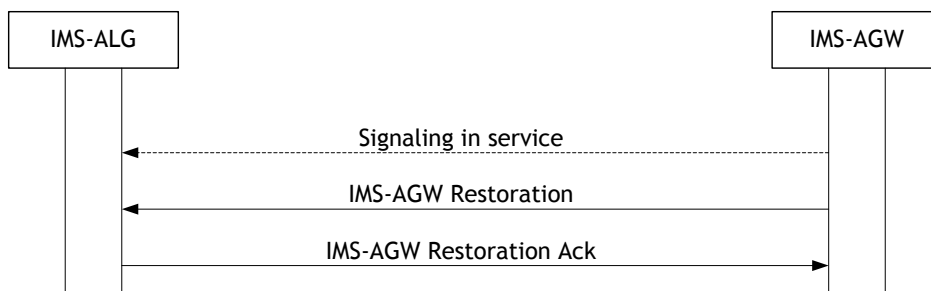 IMS-ALG
IMS-AGW
Signaling in service
IMS-AGW Restoration
IMS-AGW Restoration Ack